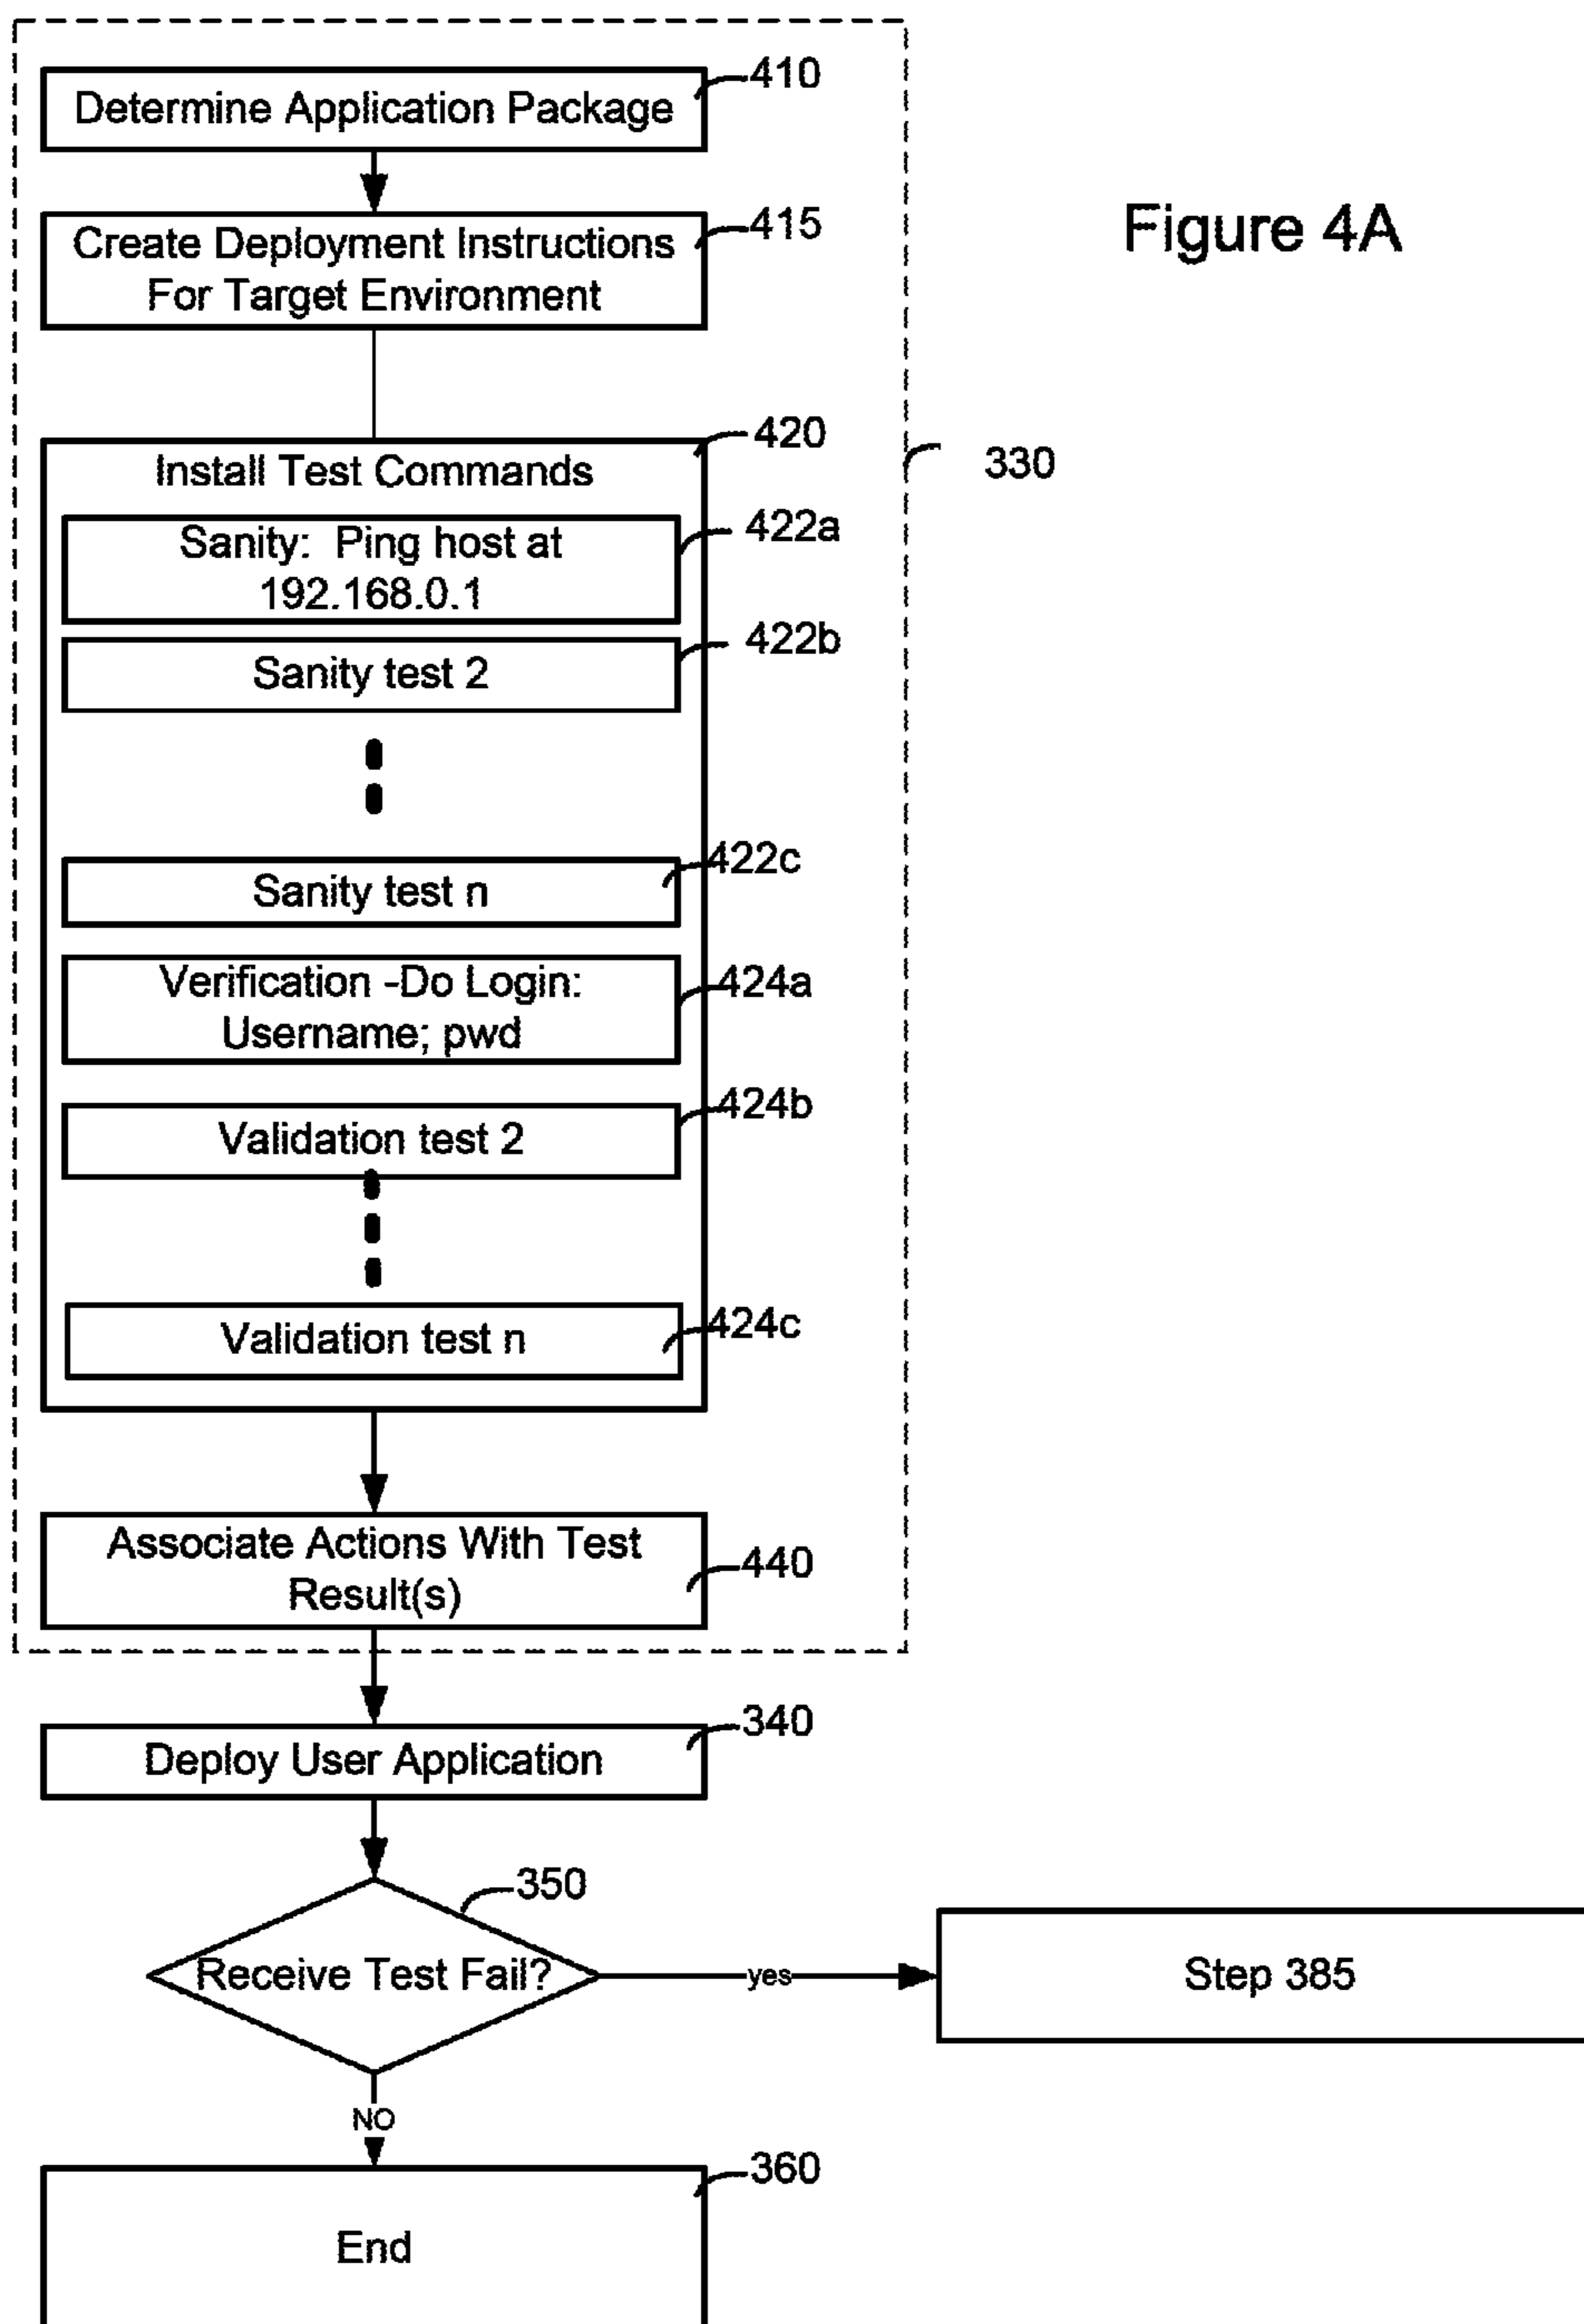 410
Determine Application Package
Figure 4A
415
Create Deployment Instructions
For Target Environment
420
Install Test Commands
330
422a
Sanity:  Ping host at
192.168.0.1
422b
Sanity test 2
422c
Sanity test n
424a
Verification -Do Login:
Username; pwd
424b
Validation test 2
424c
Validation test n
Associate Actions With Test
Result(s)
440
340
Deploy User Application
350
Receive Test Fail?
yes
Step 385
NO
360
End